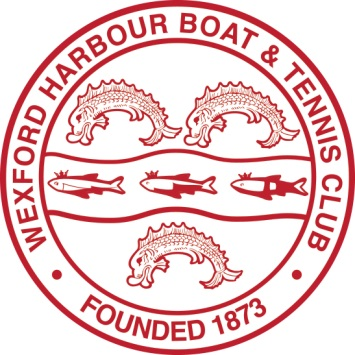 WEXFORD HARBOUR BOAT & TENNIS CLUB
• FOUNDED 1873 •